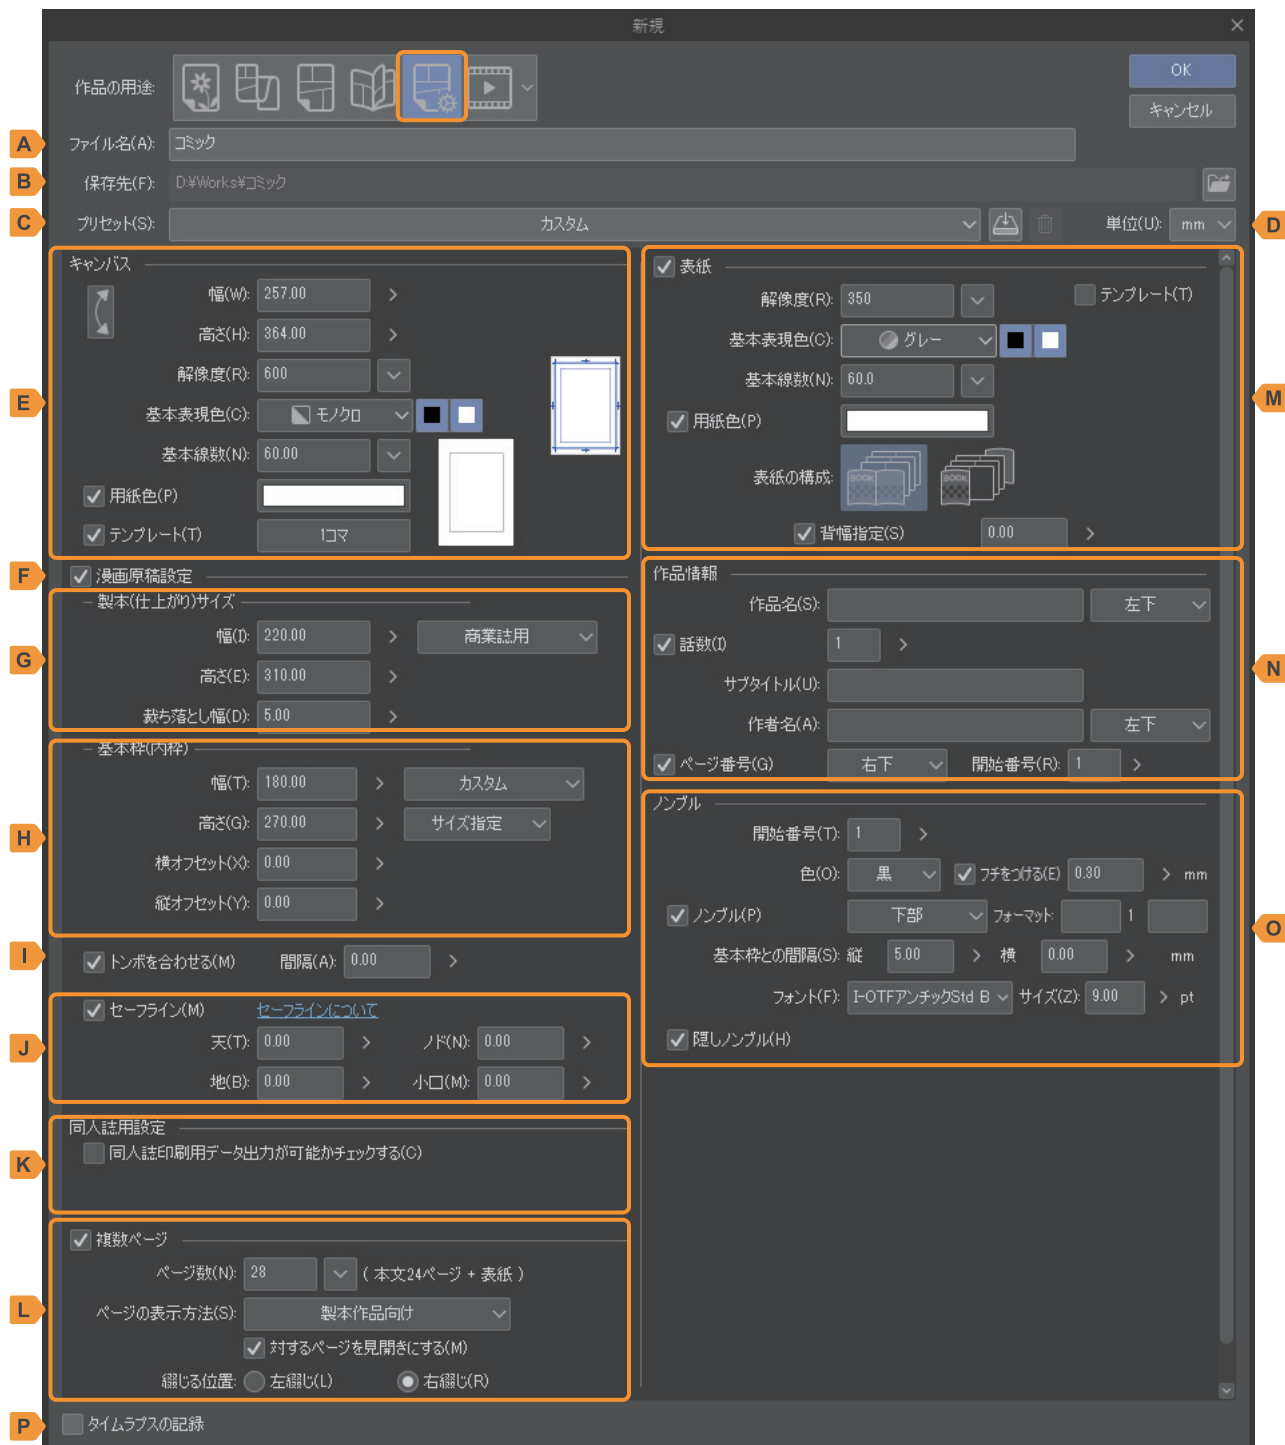 新規
作品の用途:
OK
キャンセル
A ファイル名(A): コミック
B 保存先(F): D:¥Works¥コミック
C プリセット(S): カスタム 単位(U): mm D
E
キャンバス
幅(W): 257.00
高さ(H): 364.00
解像度(R): 600
基本表現色(C): モノクロ
基本線数(N): 60.00
用紙色(P)
テンプレート(T) 1コマ
F 漫画原稿設定
G
製本(仕上がり)サイズ
幅(I): 220.00 商業誌用
高さ(E): 310.00
裁ち落とし幅(D): 5.00
H
基本枠(内枠)
幅(T): 180.00 カスタム
高さ(G): 270.00 サイズ指定
横オフセット(X): 0.00
縦オフセット(Y): 0.00
I トンボを合わせる(M) 間隔(A): 0.00
J
セーフライン(M) セーフラインについて
天(T): 0.00 ノド(N): 0.00
地(B): 0.00 小口(M): 0.00
K
同人誌用設定
同人誌印刷用データ出力が可能かチェックする(C)
L
複数ページ
ページ数(N): 28 ( 本文24ページ + 表紙 )
ページの表示方法(S): 製本作品向け
対するページを見開きにする(M)
綴じる位置: 左綴じ(L) 右綴じ(R)
P タイムラプスの記録
M
表紙
解像度(R): 350 テンプレート(T)
基本表現色(C): グレー
基本線数(N): 60.0
用紙色(P)
表紙の構成:
BOOK BOOK
背幅指定(S) 0.00
N
作品情報
作品名(S): 左下
話数(I) 1
サブタイトル(U):
作者名(A): 左下
ページ番号(G) 右下 開始番号(R): 1
O
ノンブル
開始番号(T): 1
色(O): 黒 フチをつける(E) 0.30 mm
ノンブル(P) 下部 フォーマット: 1
基本枠との間隔(S): 縦 5.00 横 0.00 mm
フォント(F): I-OTFアンチックStd B サイズ(Z): 9.00 pt
隠しノンブル(H)